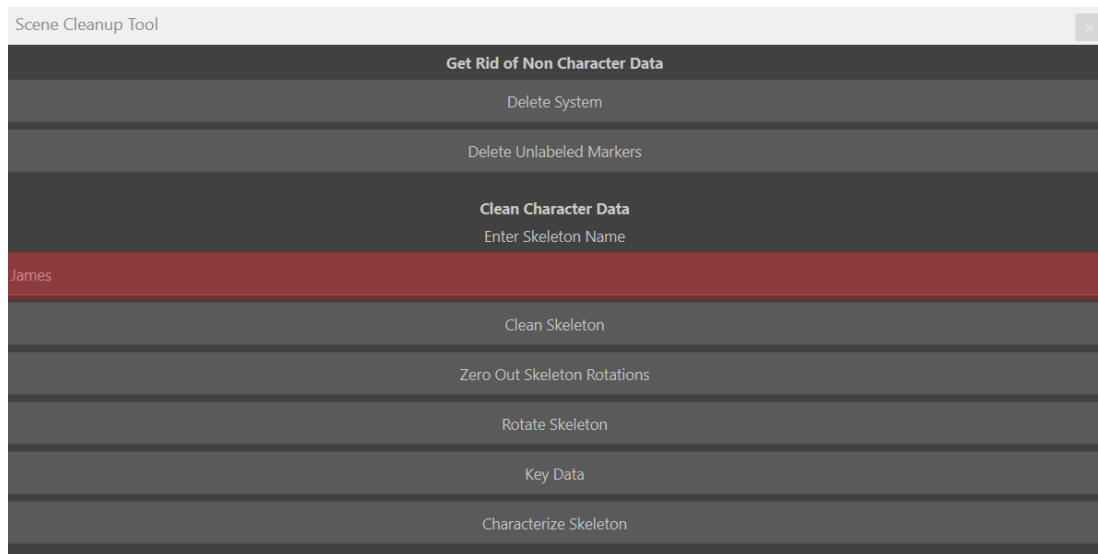 Scene Cleanup Tool
Get Rid of Non Character Data
Delete System
Delete Unlabeled Markers
Clean Character Data
Enter Skeleton Name
James
Clean Skeleton
Zero Out Skeleton Rotations
Rotate Skeleton
Key Data
Characterize Skeleton